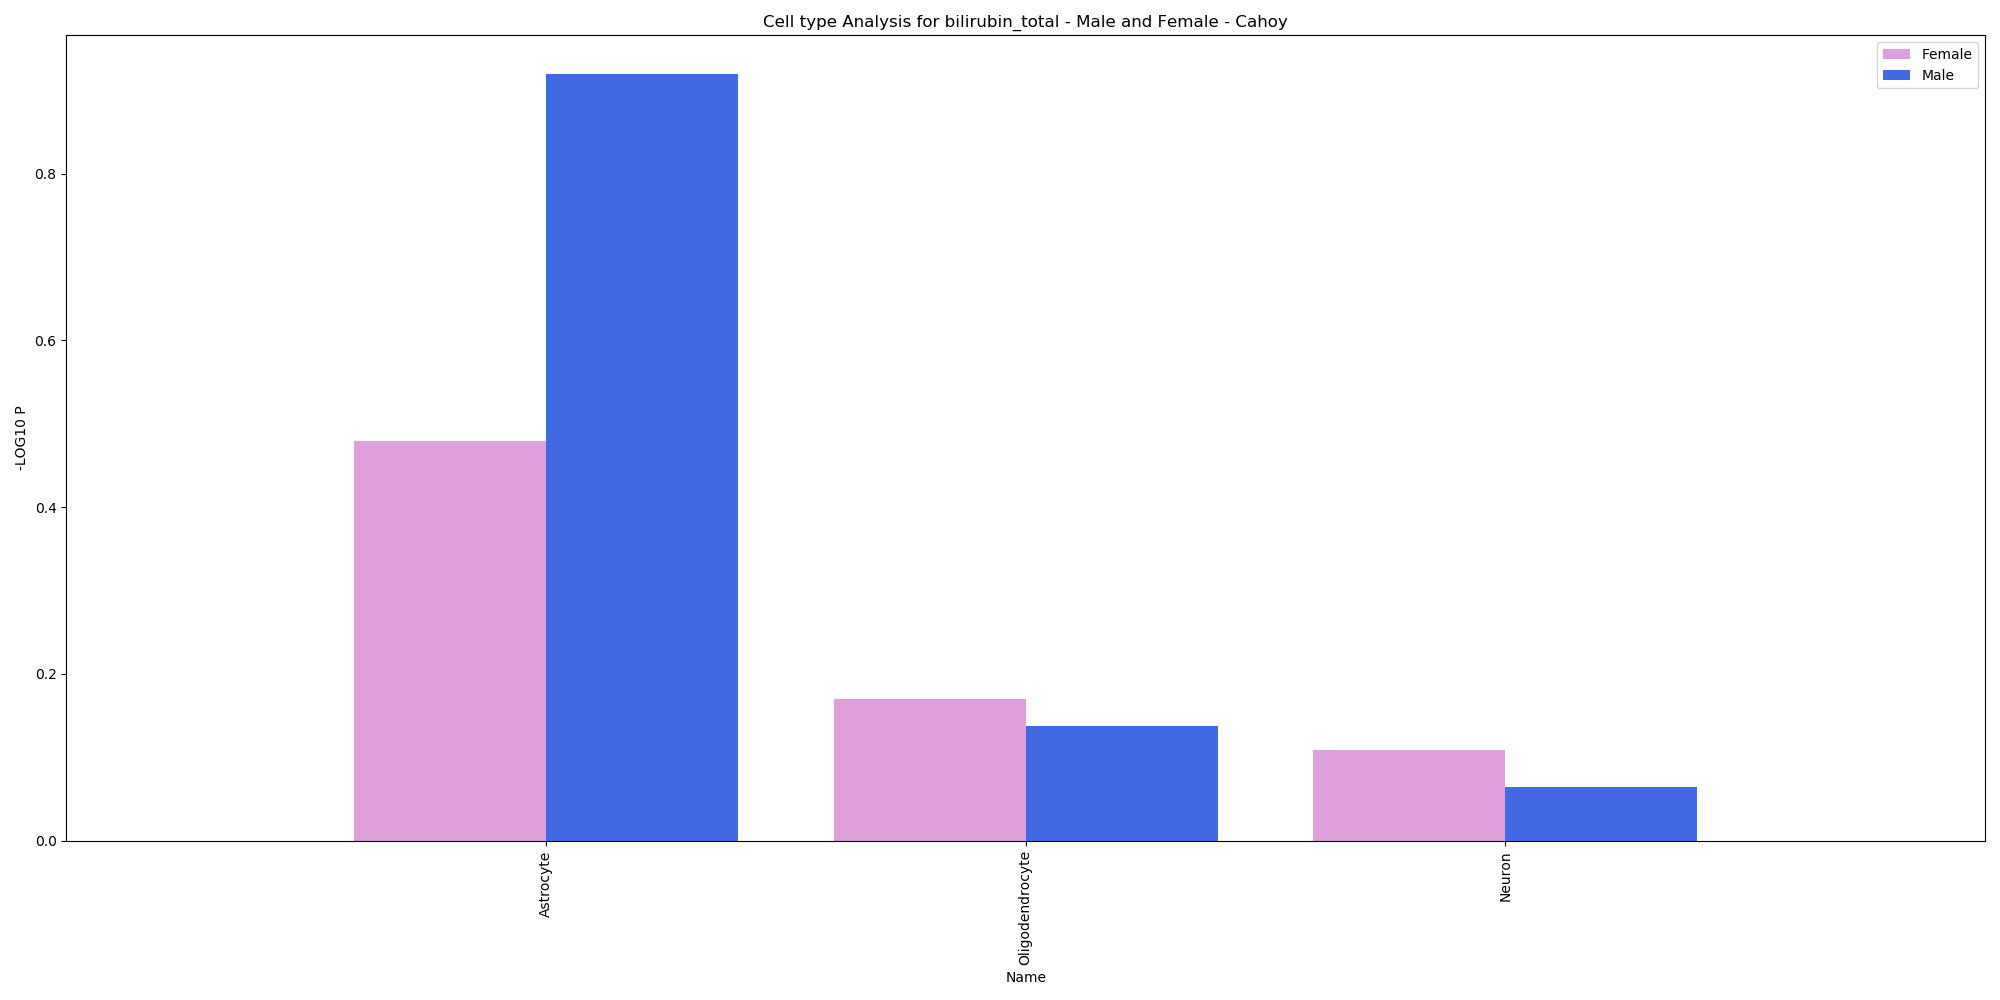 Cell type Analysis for bilirubin_total - Male and Female - Cahoy
Female
Male
-LOG10 P
0.8
0.6
0.4
0.2
0.0
Astrocyte
Oligodendrocyte
Neuron
Name